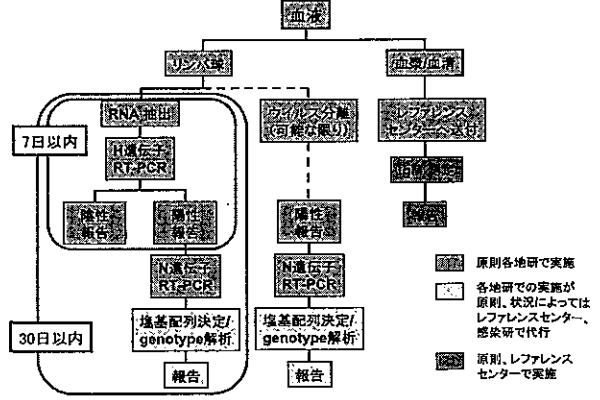 血液
リンパ球
血漿/血清
RNA抽出
ウイルス分離
(可能な限り)
レファレンス
センターへ送付
7日以内
H遺伝子
RT-PCR
報告
陰性
報告
陽性
報告
陽性
報告
N遺伝子
RT-PCR
N遺伝子
RT-PCR
30日以内
塩基配列決定/
genotype解析
塩基配列決定/
genotype解析
報告
報告
原則各地研で実施
各地研での実施が
原則、状況によっては
レファレンスセンター、
感染研で代行
原則、レファレンス
センターで実施